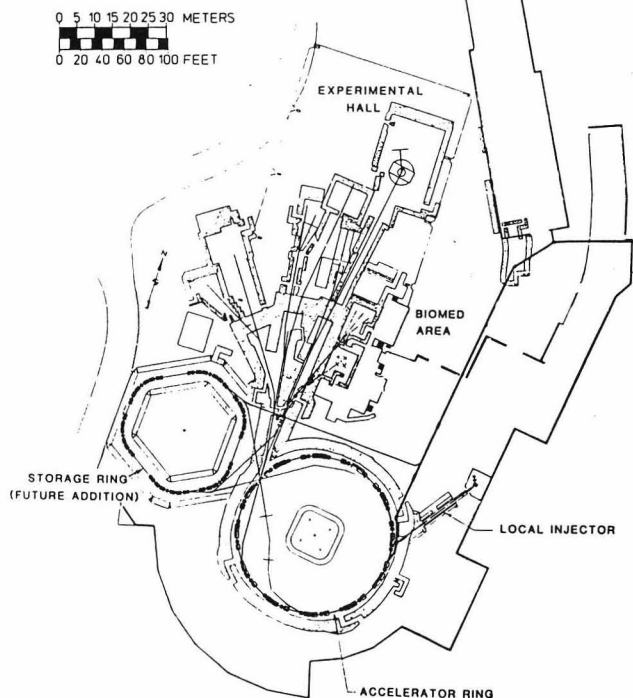 0 5 10 15 20 25 30 METERS
0 20 40 60 80 100 FEET
EXPERIMENTAL
HALL
N
BIOMED
AREA
STORAGE RING
(FUTURE ADDITION)
LOCAL INJECTOR
ACCELERATOR RING